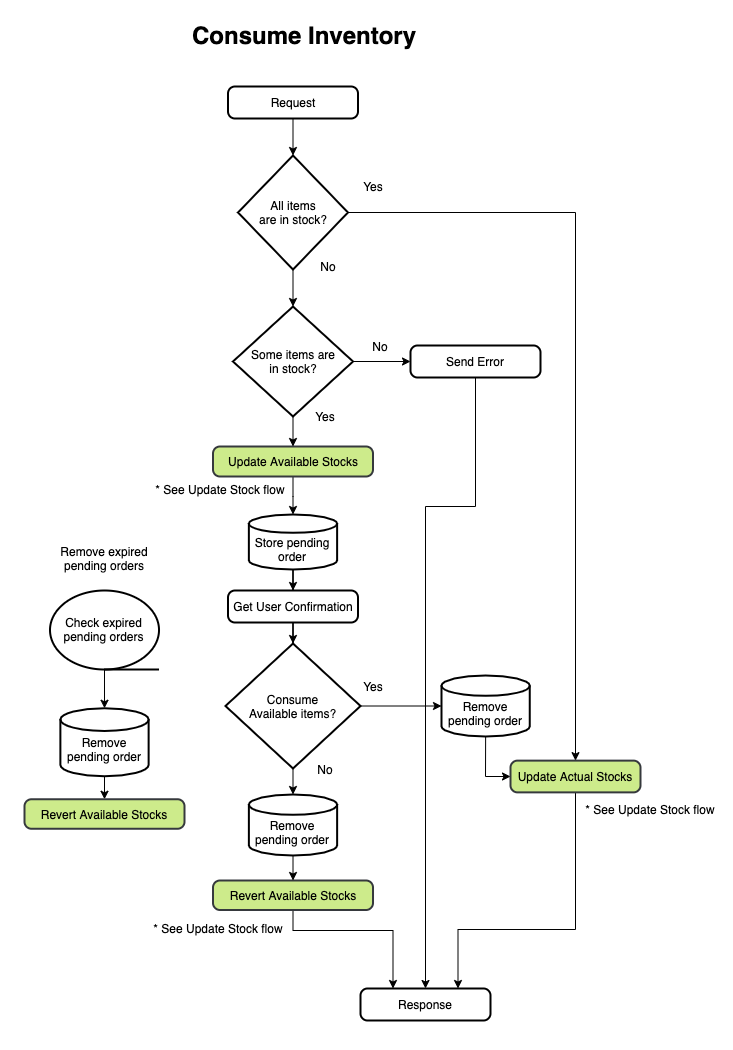 Consume Inventory
Request
All items
are in stock?
Yes
No
Some items are
in stock?
No
Send Error
Yes
Update Available Stocks
* See Update Stock flow
Store pending
order
Remove expired
pending orders
Get User Confirmation
Check expired
pending orders
Consume
Available items?
Yes
Remove
pending order
Remove
pending order
No
Update Actual Stocks
* See Update Stock flow
Revert Available Stocks
Remove
pending order
Revert Available Stocks
* See Update Stock flow
Response